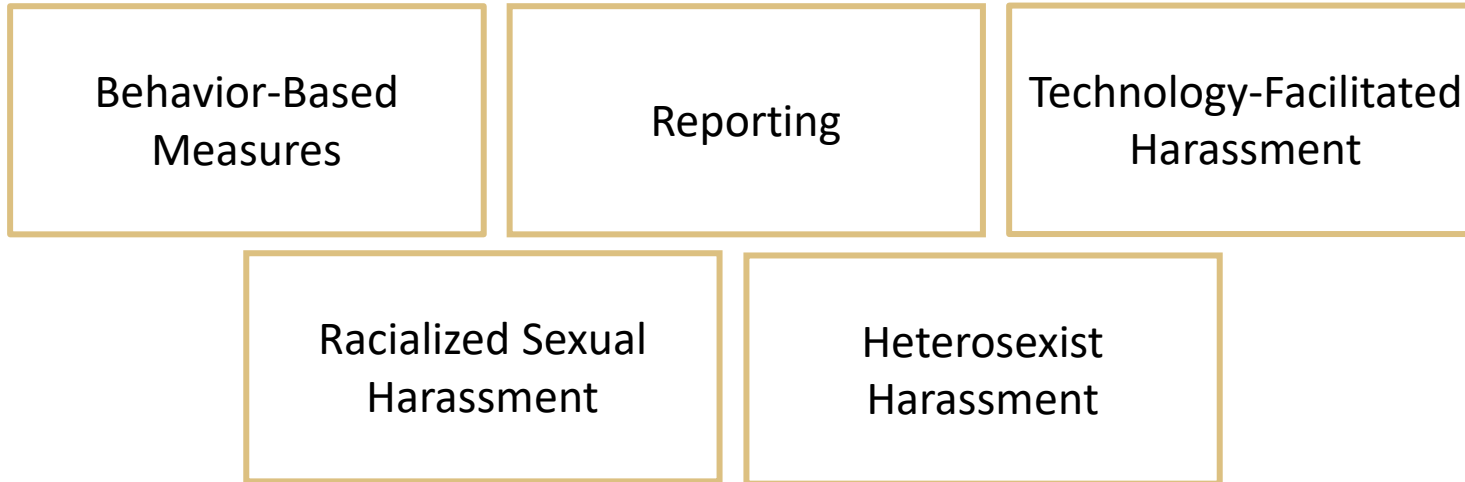 Behavior-Based
Measures
Reporting
Technology-Facilitated
Harassment
Racialized Sexual
Harassment
Heterosexist
Harassment